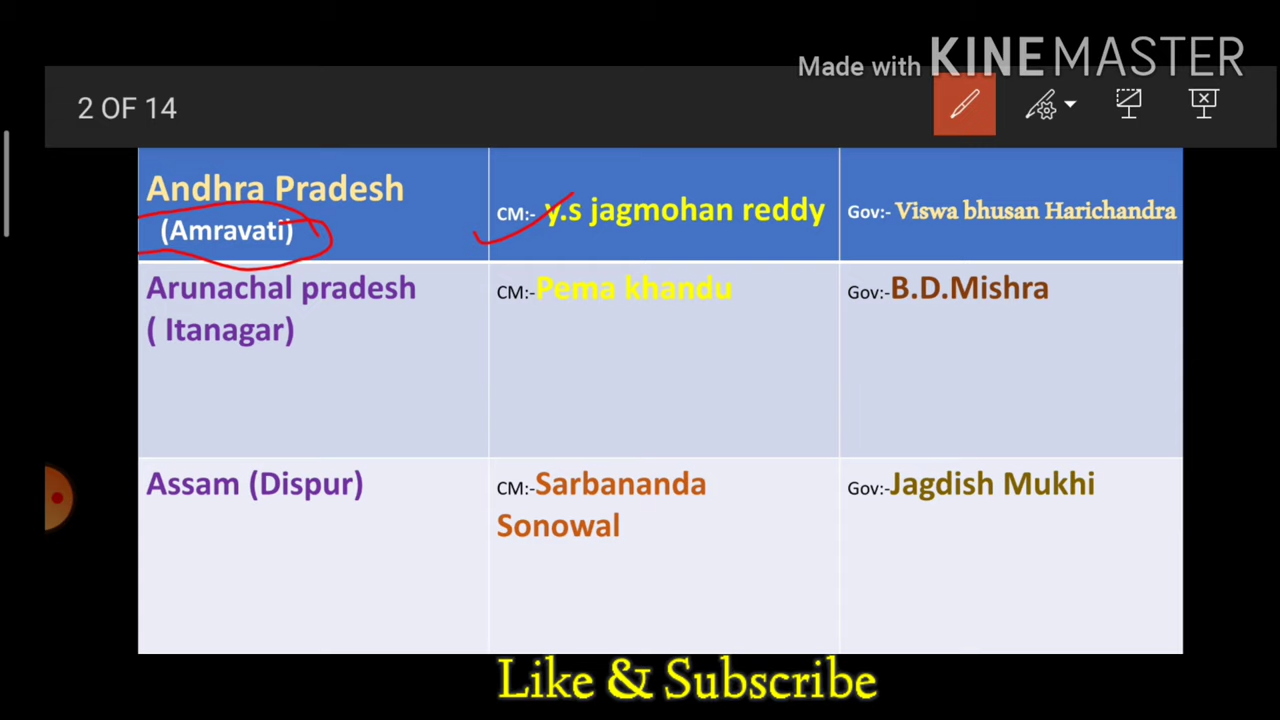 Made with KINEMASTER
2 OF 14
Andhra Pradesh
(Amravati)
CM:- y.s jagmohan reddy
Gov:- Viswa bhusan Harichandra
Arunachal pradesh
( Itanagar)
CM:-Pema khandu
Gov:-B.D.Mishra
Assam (Dispur)
CM:-Sarbananda
Sonowal
Gov:-Jagdish Mukhi
Like & Subscribe